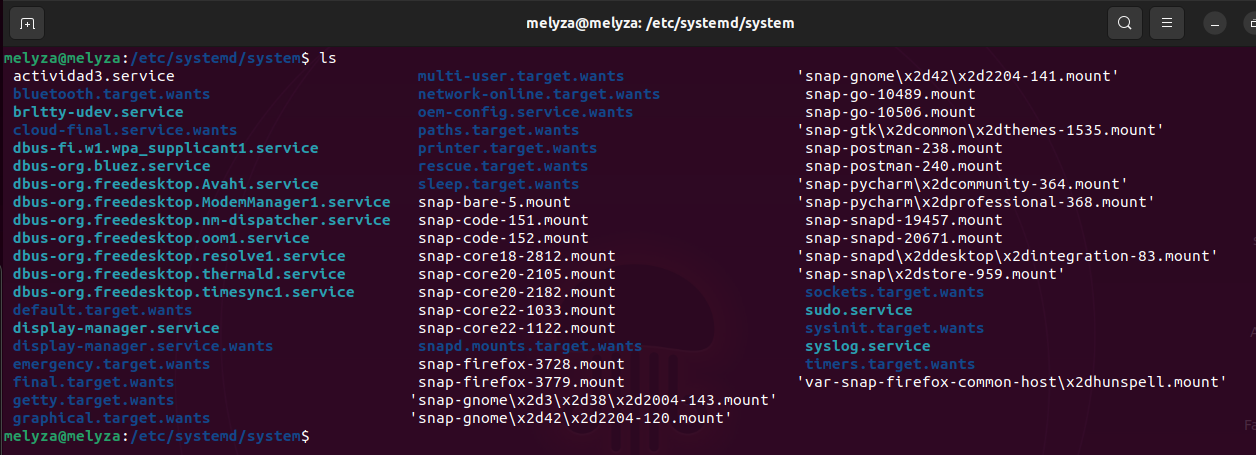 melyza@melyza: /etc/systemd/system
melyza@melyza:/etc/systemd/system$ ls
actividad3.service multi-user.target.wants 'snap-gnome\x2d42\x2d2204-141.mount'
bluetooth.target.wants network-online.target.wants snap-go-10489.mount
brltty-udev.service oem-config.service.wants snap-go-10506.mount
cloud-final.service.wants paths.target.wants 'snap-gtk\x2dcommon\x2dthemes-1535.mount'
dbus-fi.w1.wpa_supplicant1.service printer.target.wants snap-postman-238.mount
dbus-org.bluez.service rescue.target.wants snap-postman-240.mount
dbus-org.freedesktop.Avahi.service sleep.target.wants 'snap-pycharm\x2dcommunity-364.mount'
dbus-org.freedesktop.ModemManager1.service snap-bare-5.mount 'snap-pycharm\x2dprofessional-368.mount'
dbus-org.freedesktop.nm-dispatcher.service snap-code-151.mount snap-snapd-19457.mount
dbus-org.freedesktop.oom1.service snap-code-152.mount snap-snapd-20671.mount
dbus-org.freedesktop.resolve1.service snap-core18-2812.mount 'snap-snapd\x2ddesktop\x2dintegration-83.mount'
dbus-org.freedesktop.thermald.service snap-core20-2105.mount 'snap-snap\x2dstore-959.mount'
dbus-org.freedesktop.timesync1.service snap-core20-2182.mount sockets.target.wants
default.target.wants snap-core22-1033.mount sudo.service
display-manager.service snap-core22-1122.mount sysinit.target.wants
display-manager.service.wants snapd.mounts.target.wants syslog.service
emergency.target.wants snap-firefox-3728.mount timers.target.wants
final.target.wants snap-firefox-3779.mount 'var-snap-firefox-common-host\x2dhunspell.mount'
getty.target.wants 'snap-gnome\x2d3\x2d38\x2d2004-143.mount'
graphical.target.wants 'snap-gnome\x2d42\x2d2204-120.mount'
melyza@melyza:/etc/systemd/system$